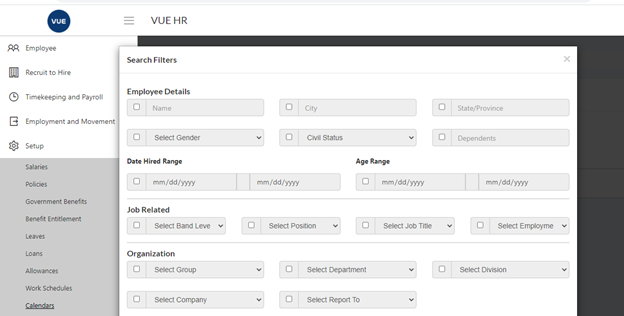 VUE
VUE HR
Employee
Recruit to Hire
Timekeeping and Payroll
Employment and Movement
Setup
Salaries
Policies
Government Benefits
Benefit Entitlement
Leaves
Loans
Allowances
Work Schedules
Calendars
Search Filters
×
Employee Details
Name City State/Province
Select Gender Civil Status Dependents
Date Hired Range Age Range
mm/dd/yyyy mm/dd/yyyy mm/dd/yyyy mm/dd/yyyy
Job Related
Select Band Leve Select Position Select Job Title Select Employme
Organization
Select Group Select Department Select Division
Select Company Select Report To